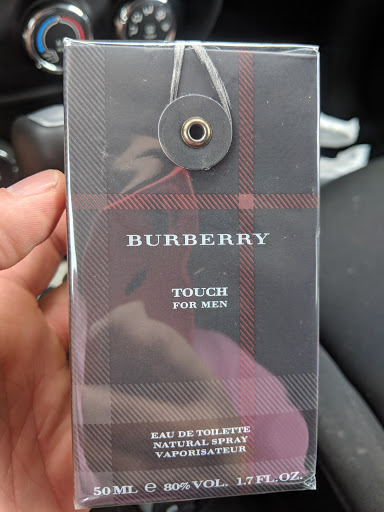 BURBERRY
TOUCH
FOR MEN
EAU DE TOILETTE
NATURAL SPRAY
VAPORISATEUR
50 ML ℮ 80% VOL. 1.7 FL.OZ.